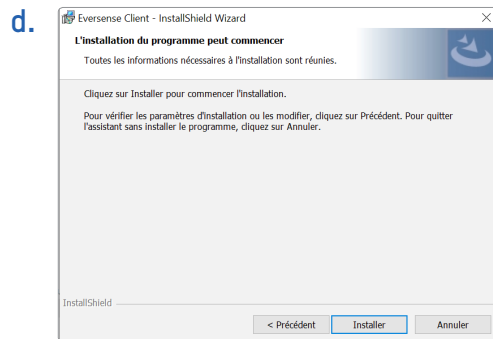 d.
Eversense Client - InstallShield Wizard
L'installation du programme peut commencer
Toutes les informations nécessaires à l'installation sont réunies.
Cliquez sur Installer pour commencer l'installation.
Pour vérifier les paramètres d'installation ou les modifier, cliquez sur Précédent. Pour quitter
l'assistant sans installer le programme, cliquez sur Annuler.
InstallShield
< Précédent Installer Annuler